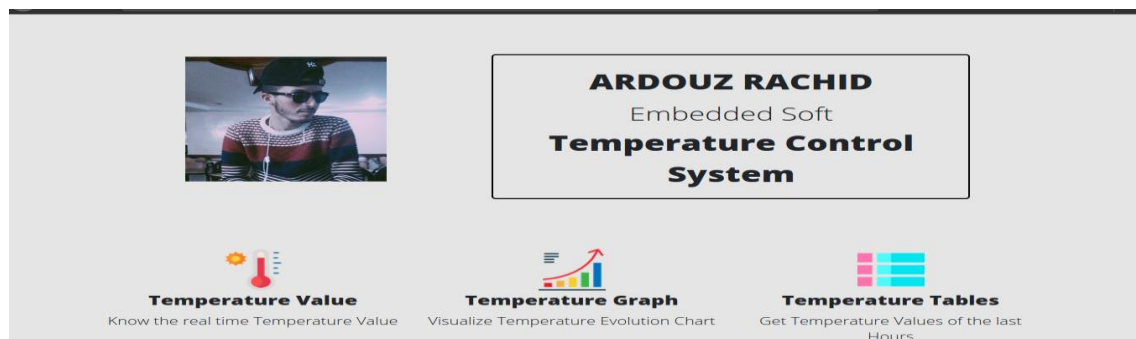 ARDOUZ RACHID
Embedded Soft
Temperature Control
System
Temperature Value
Know the real time Temperature Value
Temperature Graph
Visualize Temperature Evolution Chart
Temperature Tables
Get Temperature Values of the last
Hours